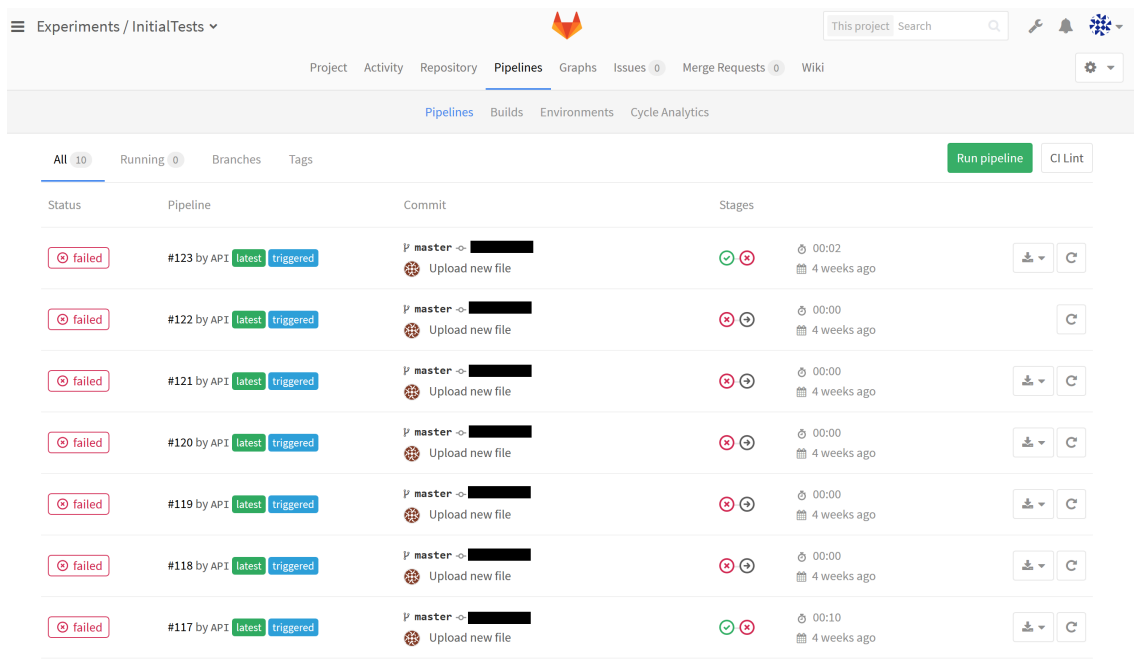 Experiments / InitialTests
This project Search
Project Activity Repository Pipelines Graphs Issues 0 Merge Requests 0 Wiki
Pipelines Builds Environments Cycle Analytics
All 10 Running 0 Branches Tags Run pipeline CI Lint
Status Pipeline Commit Stages
failed #123 by API latest triggered master 00:02
Upload new file 4 weeks ago
failed #122 by API latest triggered master 00:00
Upload new file 4 weeks ago
failed #121 by API latest triggered master 00:00
Upload new file 4 weeks ago
failed #120 by API latest triggered master 00:00
Upload new file 4 weeks ago
failed #119 by API latest triggered master 00:00
Upload new file 4 weeks ago
failed #118 by API latest triggered master 00:00
Upload new file 4 weeks ago
failed #117 by API latest triggered master 00:10
Upload new file 4 weeks ago